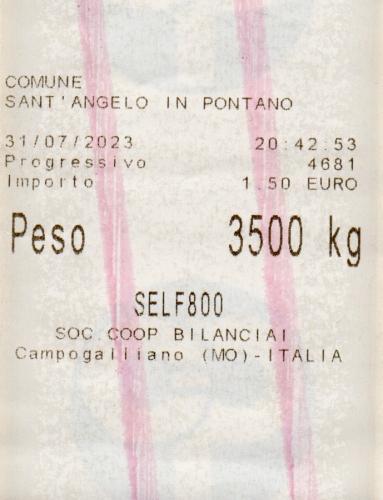 COMUNE
SANT'ANGELO IN PONTANO
31/07/2023 20:42:53
Progressivo 4681
Importo 1.50 EURO
Peso 3500 kg
SELF800
SOC.COOP BILANCIAI
Campogalliano (MO)-ITALIA